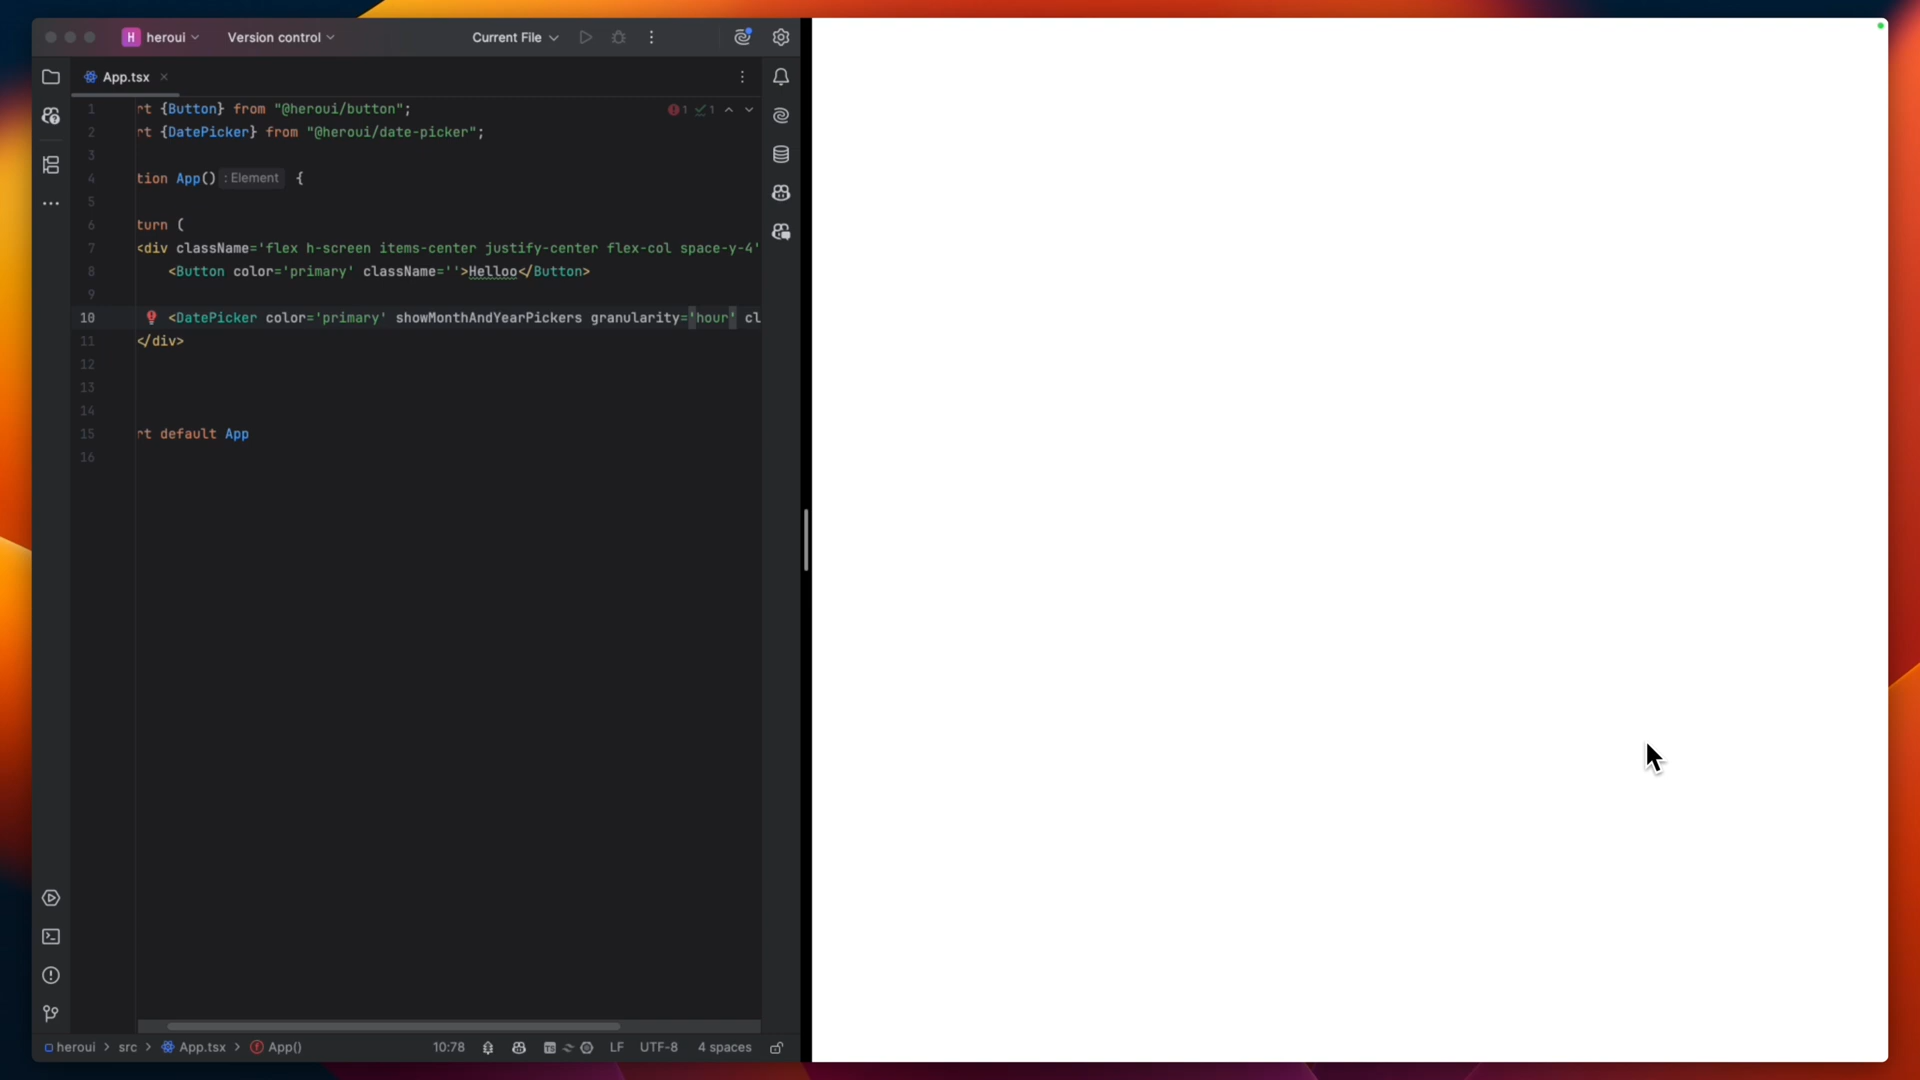 H heroui Version control Current File
App.tsx
1 rt {Button} from "@heroui/button"; 1 1
2 rt {DatePicker} from "@heroui/date-picker";
3
4 tion App() : Element {
5
6 turn (
7 <div className='flex h-screen items-center justify-center flex-col space-y-4'
8 <Button color='primary' className=''>Helloo</Button>
9
10 <DatePicker color='primary' showMonthAndYearPickers granularity='hour' cl
11 </div>
12
13
14
15 rt default App
16
heroui > src > App.tsx > App() 10:78 LF UTF-8 4 spaces